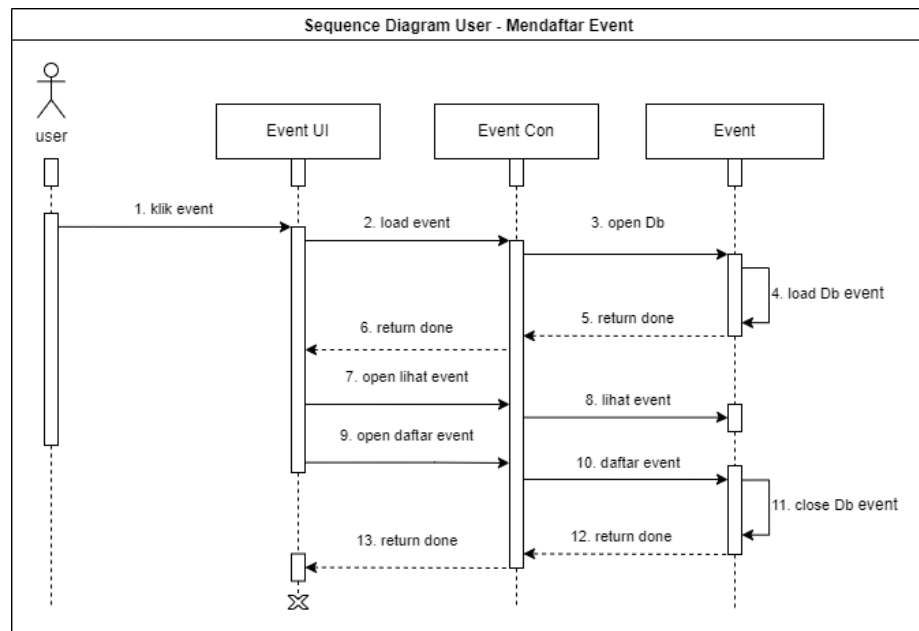 Sequence Diagram User - Mendaftar Event
user
Event UI
Event Con
Event
1. klik event
2. load event
3. open Db
4. load Db event
5. return done
6. return done
7. open lihat event
8. lihat event
9. open daftar event
10. daftar event
11. close Db event
12. return done
13. return done